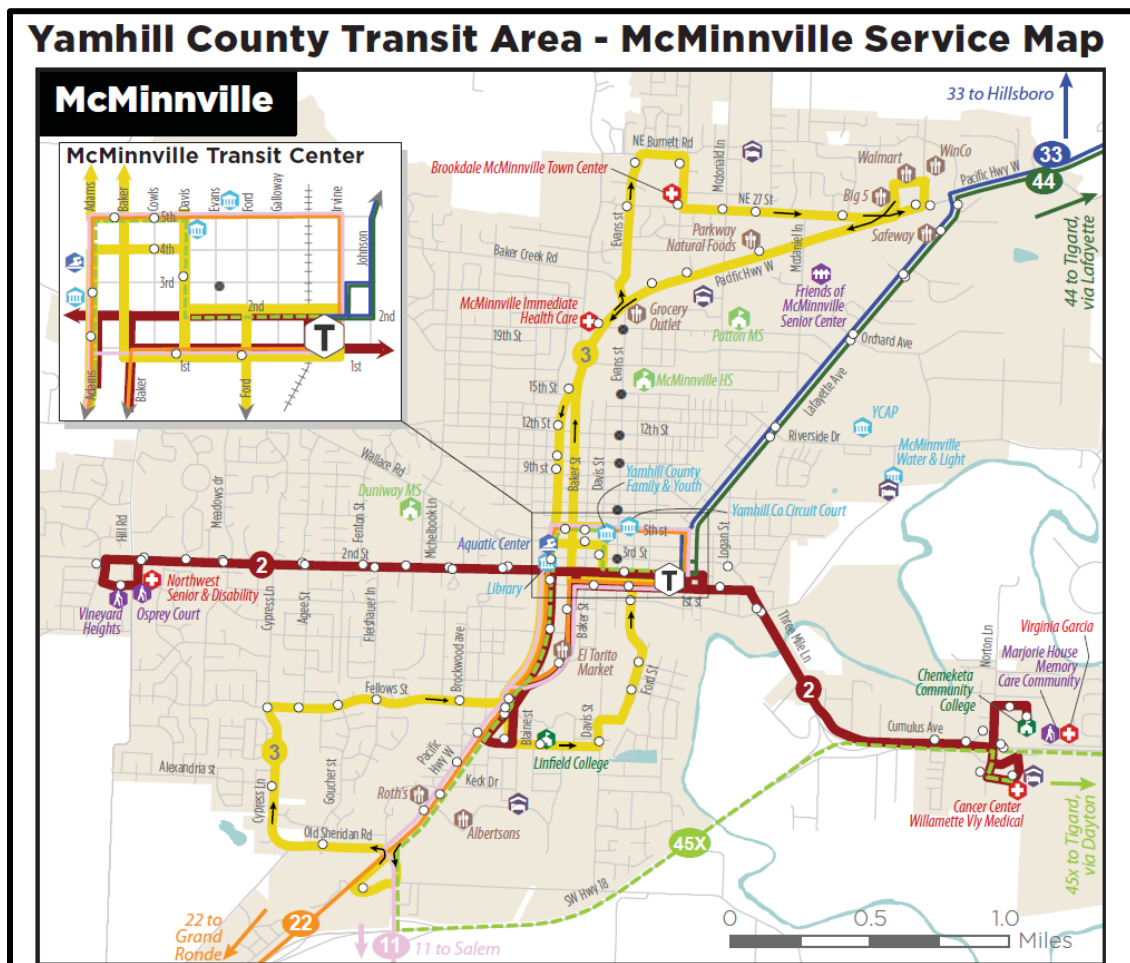 Yamhill County Transit Area - McMinnville Service Map
McMinnville
33 to Hillsboro
33
44
44 to Tigard,
via Lafayette
McMinnville Transit Center
Adams
Baker
Cowls
Davis
Evans
Ford
Galloway
Irvine
Johnson
5th
4th
3rd
2nd
2nd
1st
1st
T
Adams
Baker
Ford
NE Burnett Rd
Brookdale McMinnville Town Center
Mcdonald ln
Walmart
WinCo
Pacific Hwy W
Big 5
NE 27 St
Evans st
Parkway
Natural Foods
Safeway
Mcdaniel ln
Baker Creek Rd
Pacific Hwy W
Friends of
McMinnville
Senior Center
McMinnville Immediate
Health Care
Grocery
Outlet
Patton MS
19th St
Orchard Ave
3
Evans st
McMinnville HS
15th St
Lafayette Ave
YCAP
12th St
12th St
Riverside Dr
McMinnville
Water & Light
Wallace Rd
9th st
Baker St
Davis St
Yamhill County
Family & Youth
Duniway MS
Yamhill Co Circuit Court
Hill Rd
Meadows dr
Fenton St
Michelbook Ln
5th st
Logan St
Aquatic Center
3rd St
2nd St
2
T
Library
1st st
Northwest
Senior & Disability
Vineyard
Heights
Osprey Court
Cypress Ln
Agee St
Fleishauer ln
Baker St
Three Mile Ln
Norton Ln
Virginia Garcia
Marjorie House
Memory
Care Community
El Torito
Market
Brockwood ave
Fellows St
Ford St
2
Chemeketa
Community
College
Blaine st
Davis St
Cumulus Ave
3
Linfield College
Alexandria st
Goucher st
Pacific
Hwy W
Keck Dr
Cypress Ln
Roth's
Albertsons
Cancer Center
Willamette Vly Medical
Old Sheridan Rd
45X
45x to Tigard,
via Dayton
SW Hwy 18
22 to
Grand
Ronde
22
11
11 to Salem
0
0.5
1.0
Miles